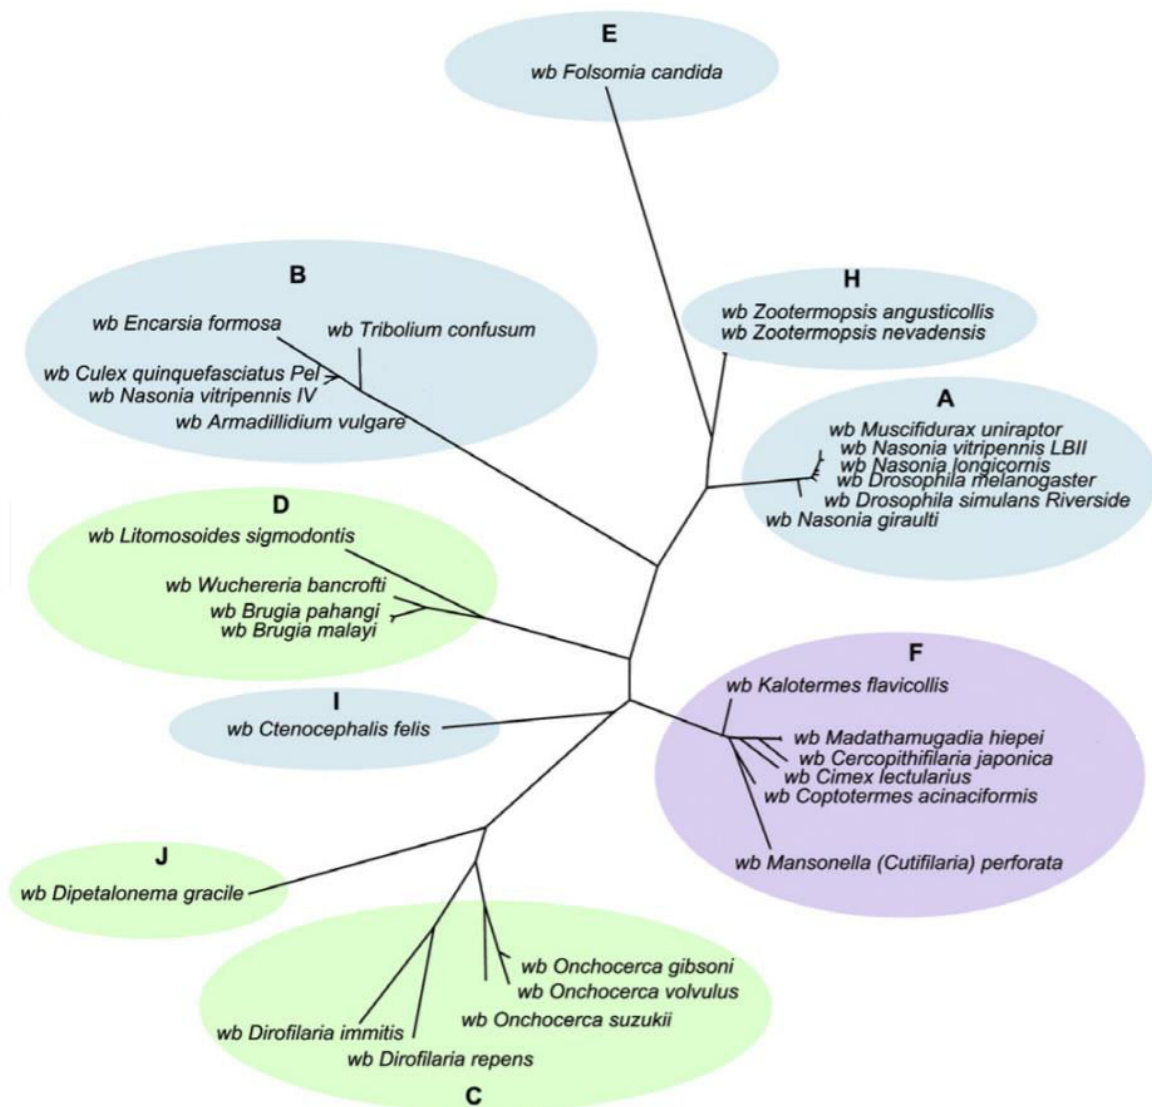 E
wb Folsomia candida
H
wb Zootermopsis angusticollis
wb Zootermopsis nevadensis
B
wb Encarsia formosa
wb Tribolium confusum
wb Culex quinquefasciatus Pel
wb Nasonia vitripennis IV
wb Armadillidium vulgare
A
wb Muscifidurax uniraptor
wb Nasonia vitripennis LBII
wb Nasonia longicornis
wb Drosophila melanogaster
wb Drosophila simulans Riverside
wb Nasonia giraulti
D
wb Litomosoides sigmodontis
wb Wuchereria bancrofti
wb Brugia pahangi
wb Brugia malayi
F
wb Kalotermes flavicollis
wb Madathamugadia hiepei
wb Cercopithifilaria japonica
wb Cimex lectularius
wb Coptotermes acinaciformis
wb Mansonella (Cutifilaria) perforata
I
wb Ctenocephalis felis
J
wb Dipetalonema gracile
wb Onchocerca gibsoni
wb Onchocerca volvulus
wb Onchocerca suzukii
wb Dirofilaria immitis
wb Dirofilaria repens
C